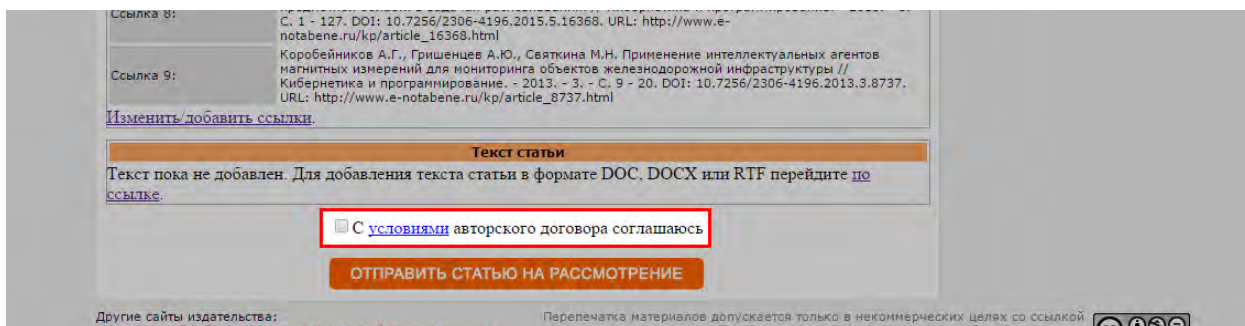 Ссылка 8:
С. 1 - 127. DOI: 10.7256/2306-4196.2015.5.16368. URL: http://www.e-
notabene.ru/kp/article_16368.html
Ссылка 9:
Коробейников А.Г., Гришенцев А.Ю., Святкина М.Н. Применение интеллектуальных агентов
магнитных измерений для мониторинга объектов железнодорожной инфраструктуры //
Кибернетика и программирование. - 2013. - 3. - C. 9 - 20. DOI: 10.7256/2306-4196.2013.3.8737.
URL: http://www.e-notabene.ru/kp/article_8737.html
Изменить/добавить ссылки.
Текст статьи
Текст пока не добавлен. Для добавления текста статьи в формате DOC, DOCX или RTF перейдите по
ссылке.
С условиями авторского договора соглашаюсь
ОТПРАВИТЬ СТАТЬЮ НА РАССМОТРЕНИЕ
Другие сайты издательства:
Перепечатка материалов допускается только в некоммерческих целях со ссылкой